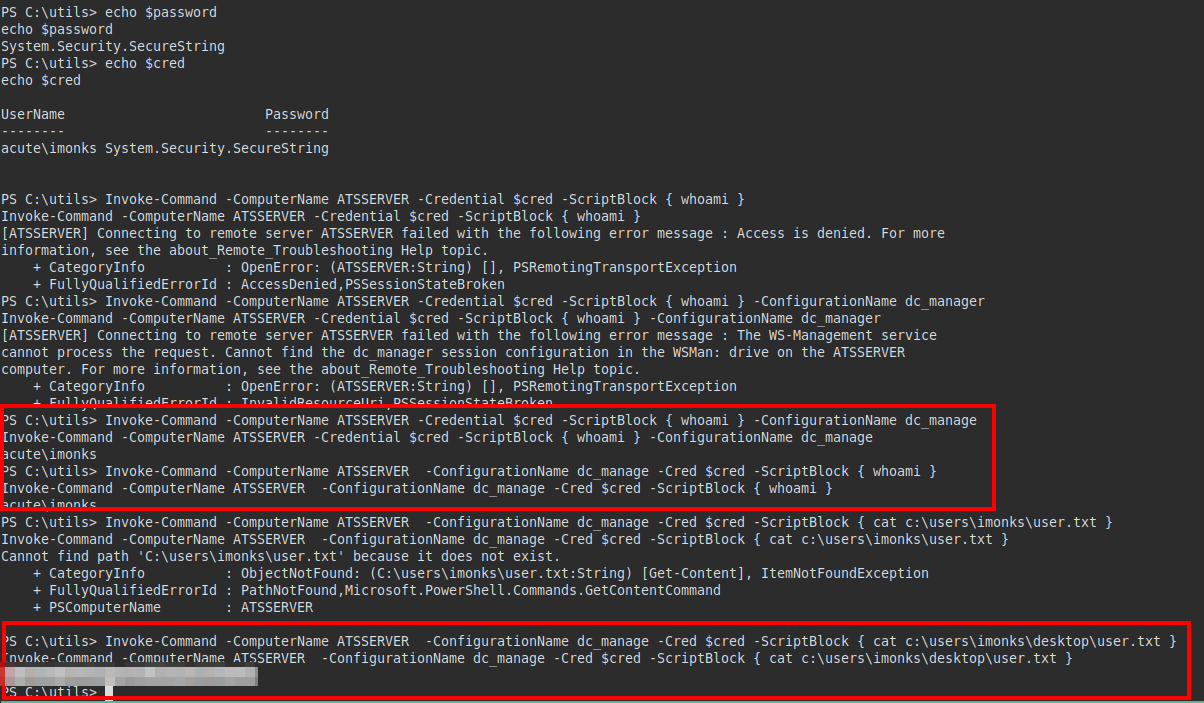 PS C:\utils> echo $password
echo $password
System.Security.SecureString
PS C:\utils> echo $cred
echo $cred
UserName                         Password
--------                         --------
acute\imonks System.Security.SecureString
PS C:\utils> Invoke-Command -ComputerName ATSSERVER -Credential $cred -ScriptBlock { whoami }
Invoke-Command -ComputerName ATSSERVER -Credential $cred -ScriptBlock { whoami }
[ATSSERVER] Connecting to remote server ATSSERVER failed with the following error message : Access is denied. For more
information, see the about_Remote_Troubleshooting Help topic.
    + CategoryInfo          : OpenError: (ATSSERVER:String) [], PSRemotingTransportException
    + FullyQualifiedErrorId : AccessDenied,PSSessionStateBroken
PS C:\utils> Invoke-Command -ComputerName ATSSERVER -Credential $cred -ScriptBlock { whoami } -ConfigurationName dc_manager
Invoke-Command -ComputerName ATSSERVER -Credential $cred -ScriptBlock { whoami } -ConfigurationName dc_manager
[ATSSERVER] Connecting to remote server ATSSERVER failed with the following error message : The WS-Management service
cannot process the request. Cannot find the dc_manager session configuration in the WSMan: drive on the ATSSERVER
computer. For more information, see the about_Remote_Troubleshooting Help topic.
    + CategoryInfo          : OpenError: (ATSSERVER:String) [], PSRemotingTransportException
    + FullyQualifiedErrorId : InvalidResourceUri,PSSessionStateBroken
PS C:\utils> Invoke-Command -ComputerName ATSSERVER -Credential $cred -ScriptBlock { whoami } -ConfigurationName dc_manage
Invoke-Command -ComputerName ATSSERVER -Credential $cred -ScriptBlock { whoami } -ConfigurationName dc_manage
acute\imonks
PS C:\utils> Invoke-Command -ComputerName ATSSERVER  -ConfigurationName dc_manage -Cred $cred -ScriptBlock { whoami }
Invoke-Command -ComputerName ATSSERVER  -ConfigurationName dc_manage -Cred $cred -ScriptBlock { whoami }
acute\imonks
PS C:\utils> Invoke-Command -ComputerName ATSSERVER  -ConfigurationName dc_manage -Cred $cred -ScriptBlock { cat c:\users\imonks\user.txt }
Invoke-Command -ComputerName ATSSERVER  -ConfigurationName dc_manage -Cred $cred -ScriptBlock { cat c:\users\imonks\user.txt }
Cannot find path 'C:\users\imonks\user.txt' because it does not exist.
    + CategoryInfo          : ObjectNotFound: (C:\users\imonks\user.txt:String) [Get-Content], ItemNotFoundException
    + FullyQualifiedErrorId : PathNotFound,Microsoft.PowerShell.Commands.GetContentCommand
    + PSComputerName        : ATSSERVER
PS C:\utils> Invoke-Command -ComputerName ATSSERVER  -ConfigurationName dc_manage -Cred $cred -ScriptBlock { cat c:\users\imonks\desktop\user.txt }
Invoke-Command -ComputerName ATSSERVER  -ConfigurationName dc_manage -Cred $cred -ScriptBlock { cat c:\users\imonks\desktop\user.txt }
PS C:\utils>